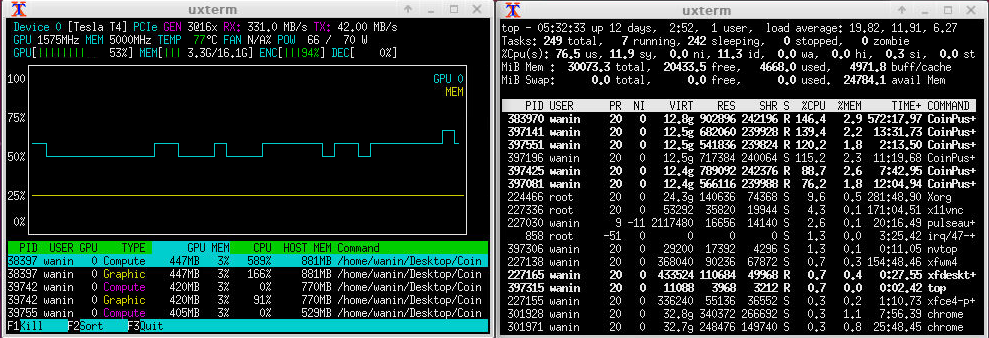 uxterm
Device 0 [Tesla T4] PCIe GEN 3@16x RX: 331.0 MB/s TX: 42.00 MB/s
GPU 1575MHz MEM 5000MHz TEMP 77°C FAN N/A% POW 66 / 70 W
GPU[|||||||||| 53%] MEM[||| 3.3G/16.1G] ENC[|||94%] DEC[ 0%]
100
GPU 0
MEM
75%
50%
25%
0%
PID USER GPU TYPE GPU MEM CPU HOST MEM Command
38397 wanin 0 Compute 447MB 3% 589% 881MB /home/wanin/Desktop/Coin
38397 wanin 0 Graphic 447MB 3% 166% 881MB /home/wanin/Desktop/Coin
39742 wanin 0 Compute 420MB 3% 0% 770MB /home/wanin/Desktop/Coin
39742 wanin 0 Graphic 420MB 3% 91% 770MB /home/wanin/Desktop/Coin
39755 wanin 0 Compute 405MB 3% 0% 529MB /home/wanin/Desktop/Coin
F1Kill F2Sort F3Quit
uxterm
top - 05:32:33 up 12 days, 2:52, 1 user, load average: 19.82, 11.91, 6.27
Tasks: 249 total, 7 running, 242 sleeping, 0 stopped, 0 zombie
%Cpu(s): 76.5 us, 11.9 sy, 0.0 ni, 11.3 id, 0.0 wa, 0.0 hi, 0.3 si, 0.0 st
MiB Mem : 30073.3 total, 20433.5 free, 4668.0 used, 4971.8 buff/cache
MiB Swap: 0.0 total, 0.0 free, 0.0 used. 24784.1 avail Mem
PID USER PR NI VIRT RES SHR S %CPU %MEM TIME+ COMMAND
383970 wanin 20 0 12.8g 902896 242196 R 146.4 2.9 572:17.97 CoinPus+
397141 wanin 20 0 12.5g 682060 239928 R 139.4 2.2 13:31.73 CoinPus+
397551 wanin 20 0 12.5g 541836 239824 R 120.2 1.8 2:13.50 CoinPus+
397196 wanin 20 0 12.5g 717384 240064 S 115.2 2.3 11:19.68 CoinPus+
397425 wanin 20 0 12.4g 789092 242376 R 88.7 2.6 7:42.95 CoinPus+
397081 wanin 20 0 12.4g 566116 239988 R 76.2 1.8 12:04.94 CoinPus+
224466 root 20 0 24.3g 140636 74368 S 9.6 0.5 281:48.90 Xorg
227336 root 20 0 53292 35820 19944 S 4.3 0.1 171:04.51 x11vnc
227030 wanin 9 -11 2117480 16656 14140 S 2.6 0.1 20:16.49 pulseau+
858 root -51 0 0 0 0 S 1.3 0.0 3:25.42 irq/47-+
397306 wanin 20 0 29200 17392 4296 S 1.3 0.1 0:11.05 nvtop
227138 wanin 20 0 368040 90236 67872 S 0.7 0.3 154:48.46 xfwm4
227165 wanin 20 0 433524 110684 49968 R 0.7 0.4 0:27.55 xfdeskt+
397315 wanin 20 0 11088 3968 3212 R 0.7 0.0 0:02.42 top
227155 wanin 20 0 336240 55136 36552 S 0.3 0.2 1:10.73 xfce4-p+
301928 wanin 20 0 32.8g 340372 266692 S 0.3 1.1 7:56.39 chrome
301971 wanin 20 0 32.7g 248476 149740 S 0.3 0.8 25:48.45 chrome